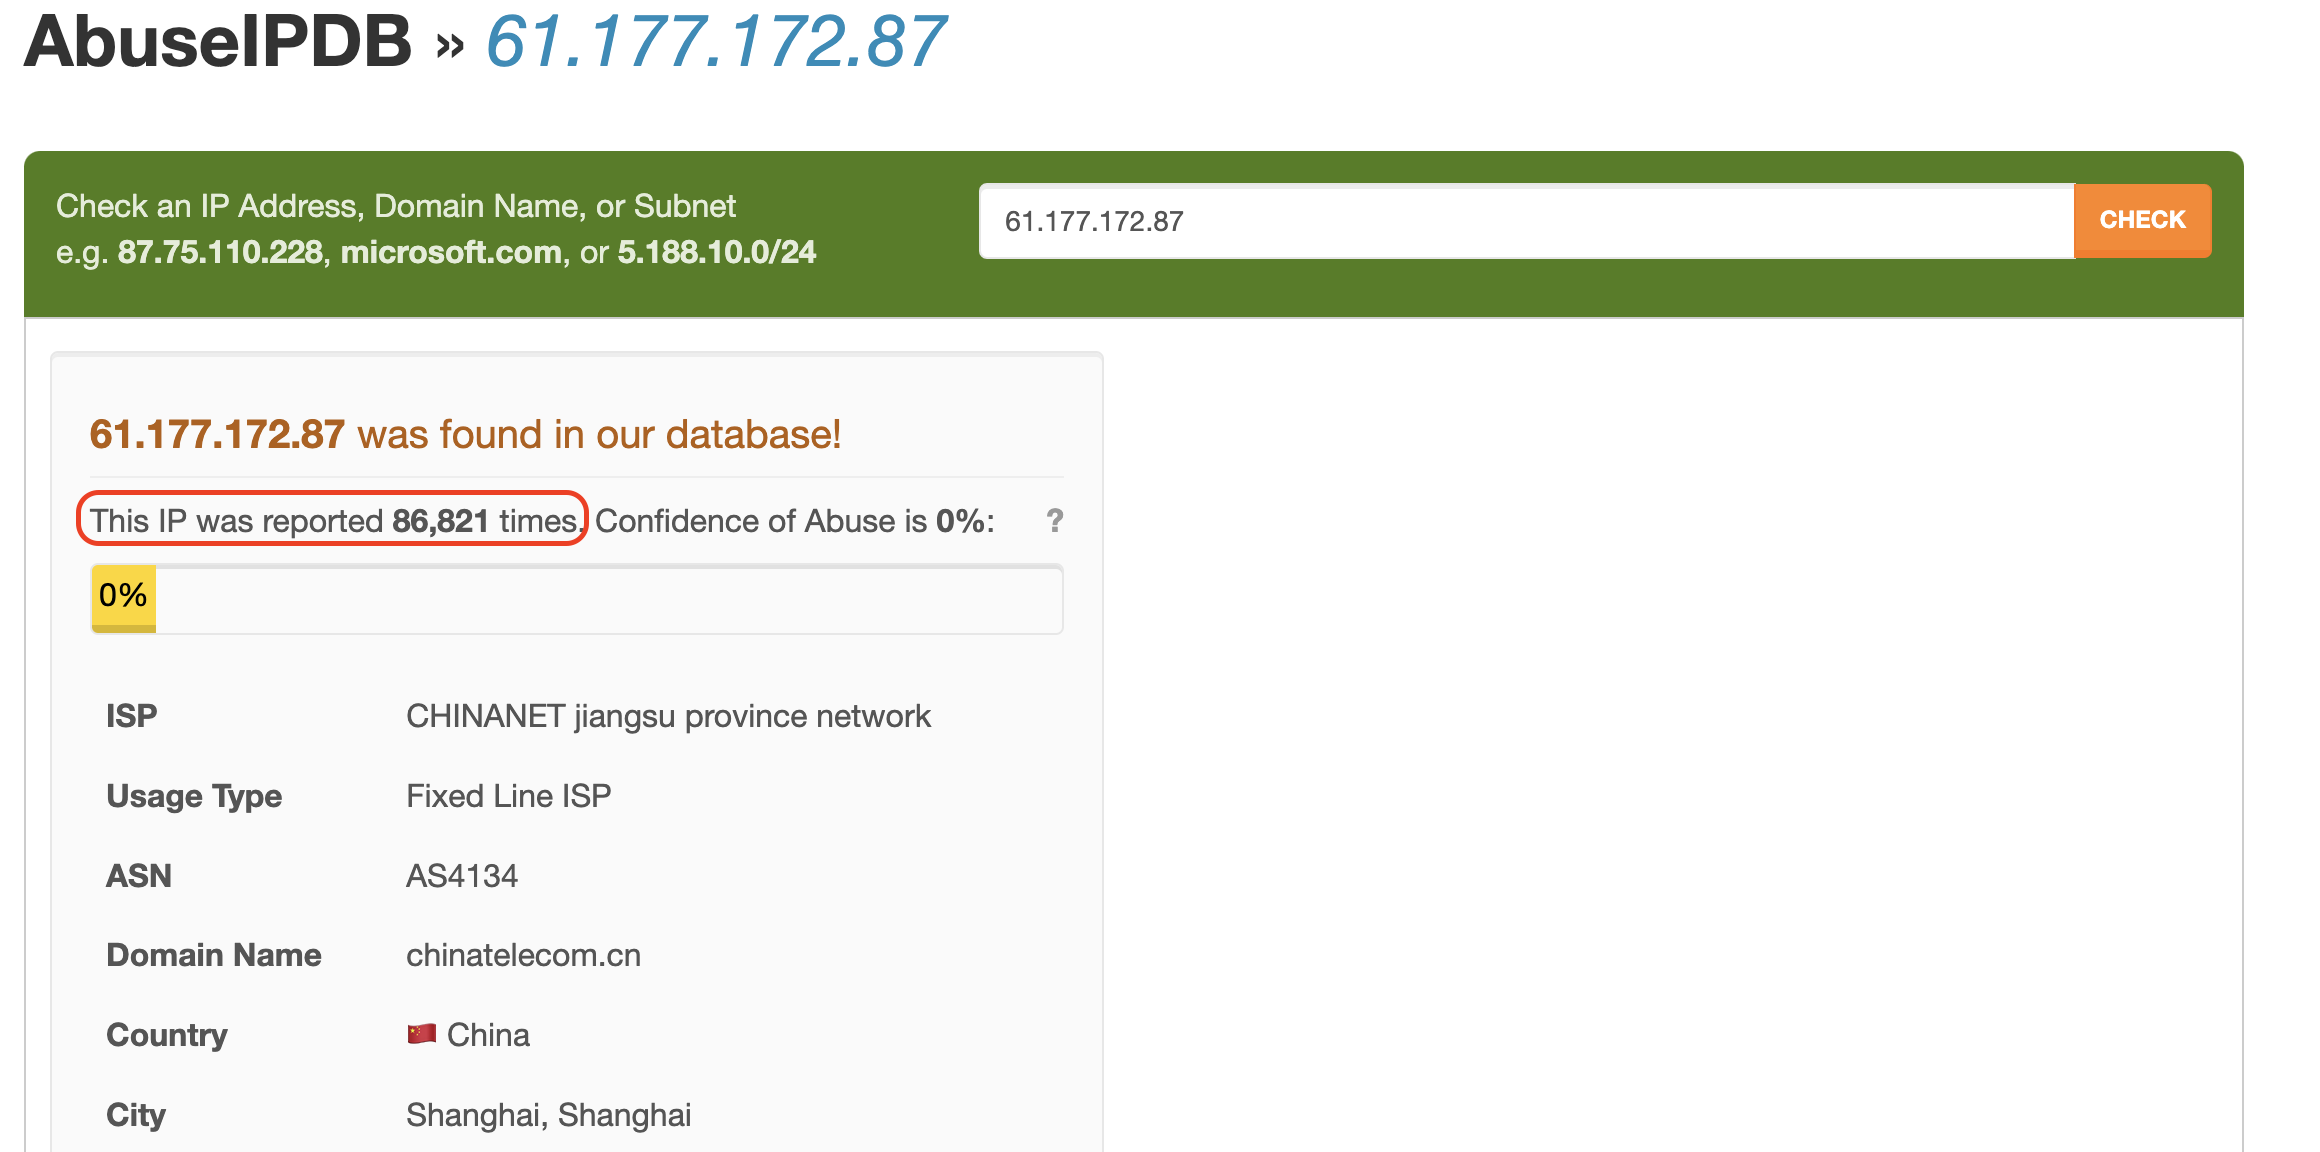 AbuseIPDB » 61.177.172.87
Check an IP Address, Domain Name, or Subnet
e.g. 87.75.110.228, microsoft.com, or 5.188.10.0/24
61.177.172.87
CHECK
61.177.172.87 was found in our database!
This IP was reported 86,821 times. Confidence of Abuse is 0%: ?
0%
ISP CHINANET jiangsu province network
Usage Type Fixed Line ISP
ASN AS4134
Domain Name chinatelecom.cn
Country China
City Shanghai, Shanghai